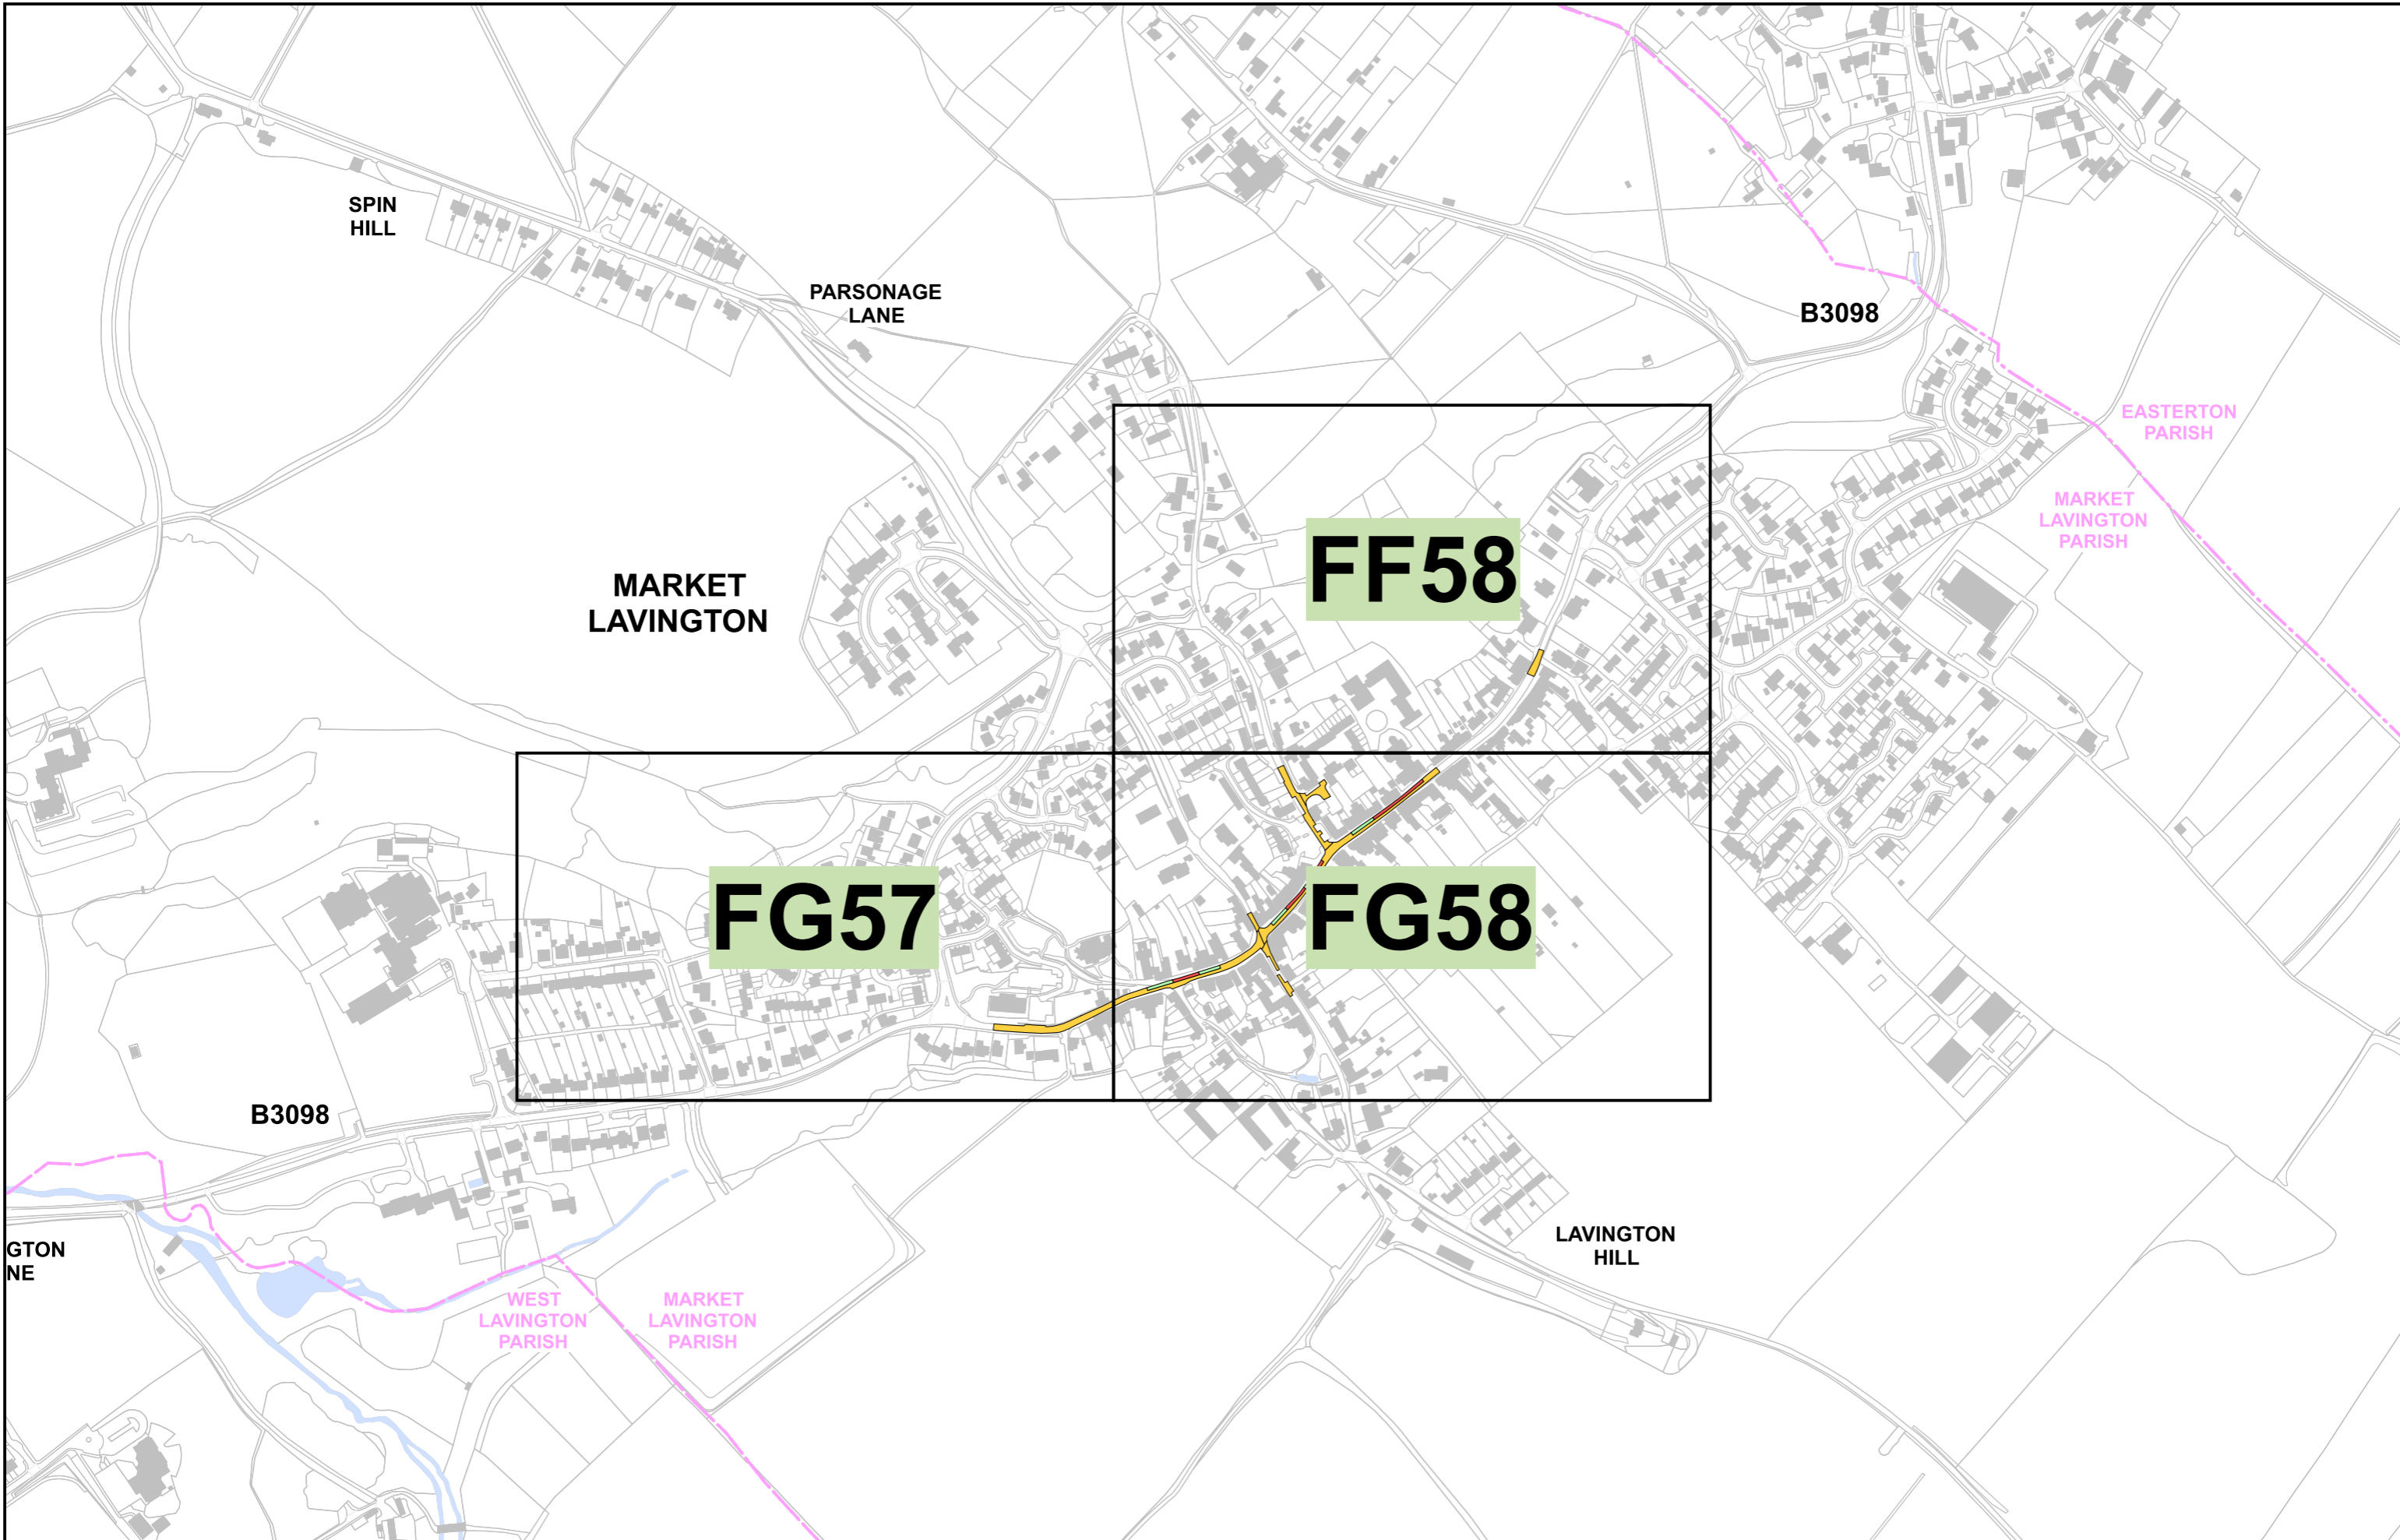 SPIN
HILL
PARSONAGE
LANE
B3098
EASTERTON
PARISH
MARKET
LAVINGTON
PARISH
FF58
MARKET
LAVINGTON
FG57
FG58
B3098
GTON
NE
LAVINGTON
HILL
WEST
LAVINGTON
PARISH
MARKET
LAVINGTON
PARISH